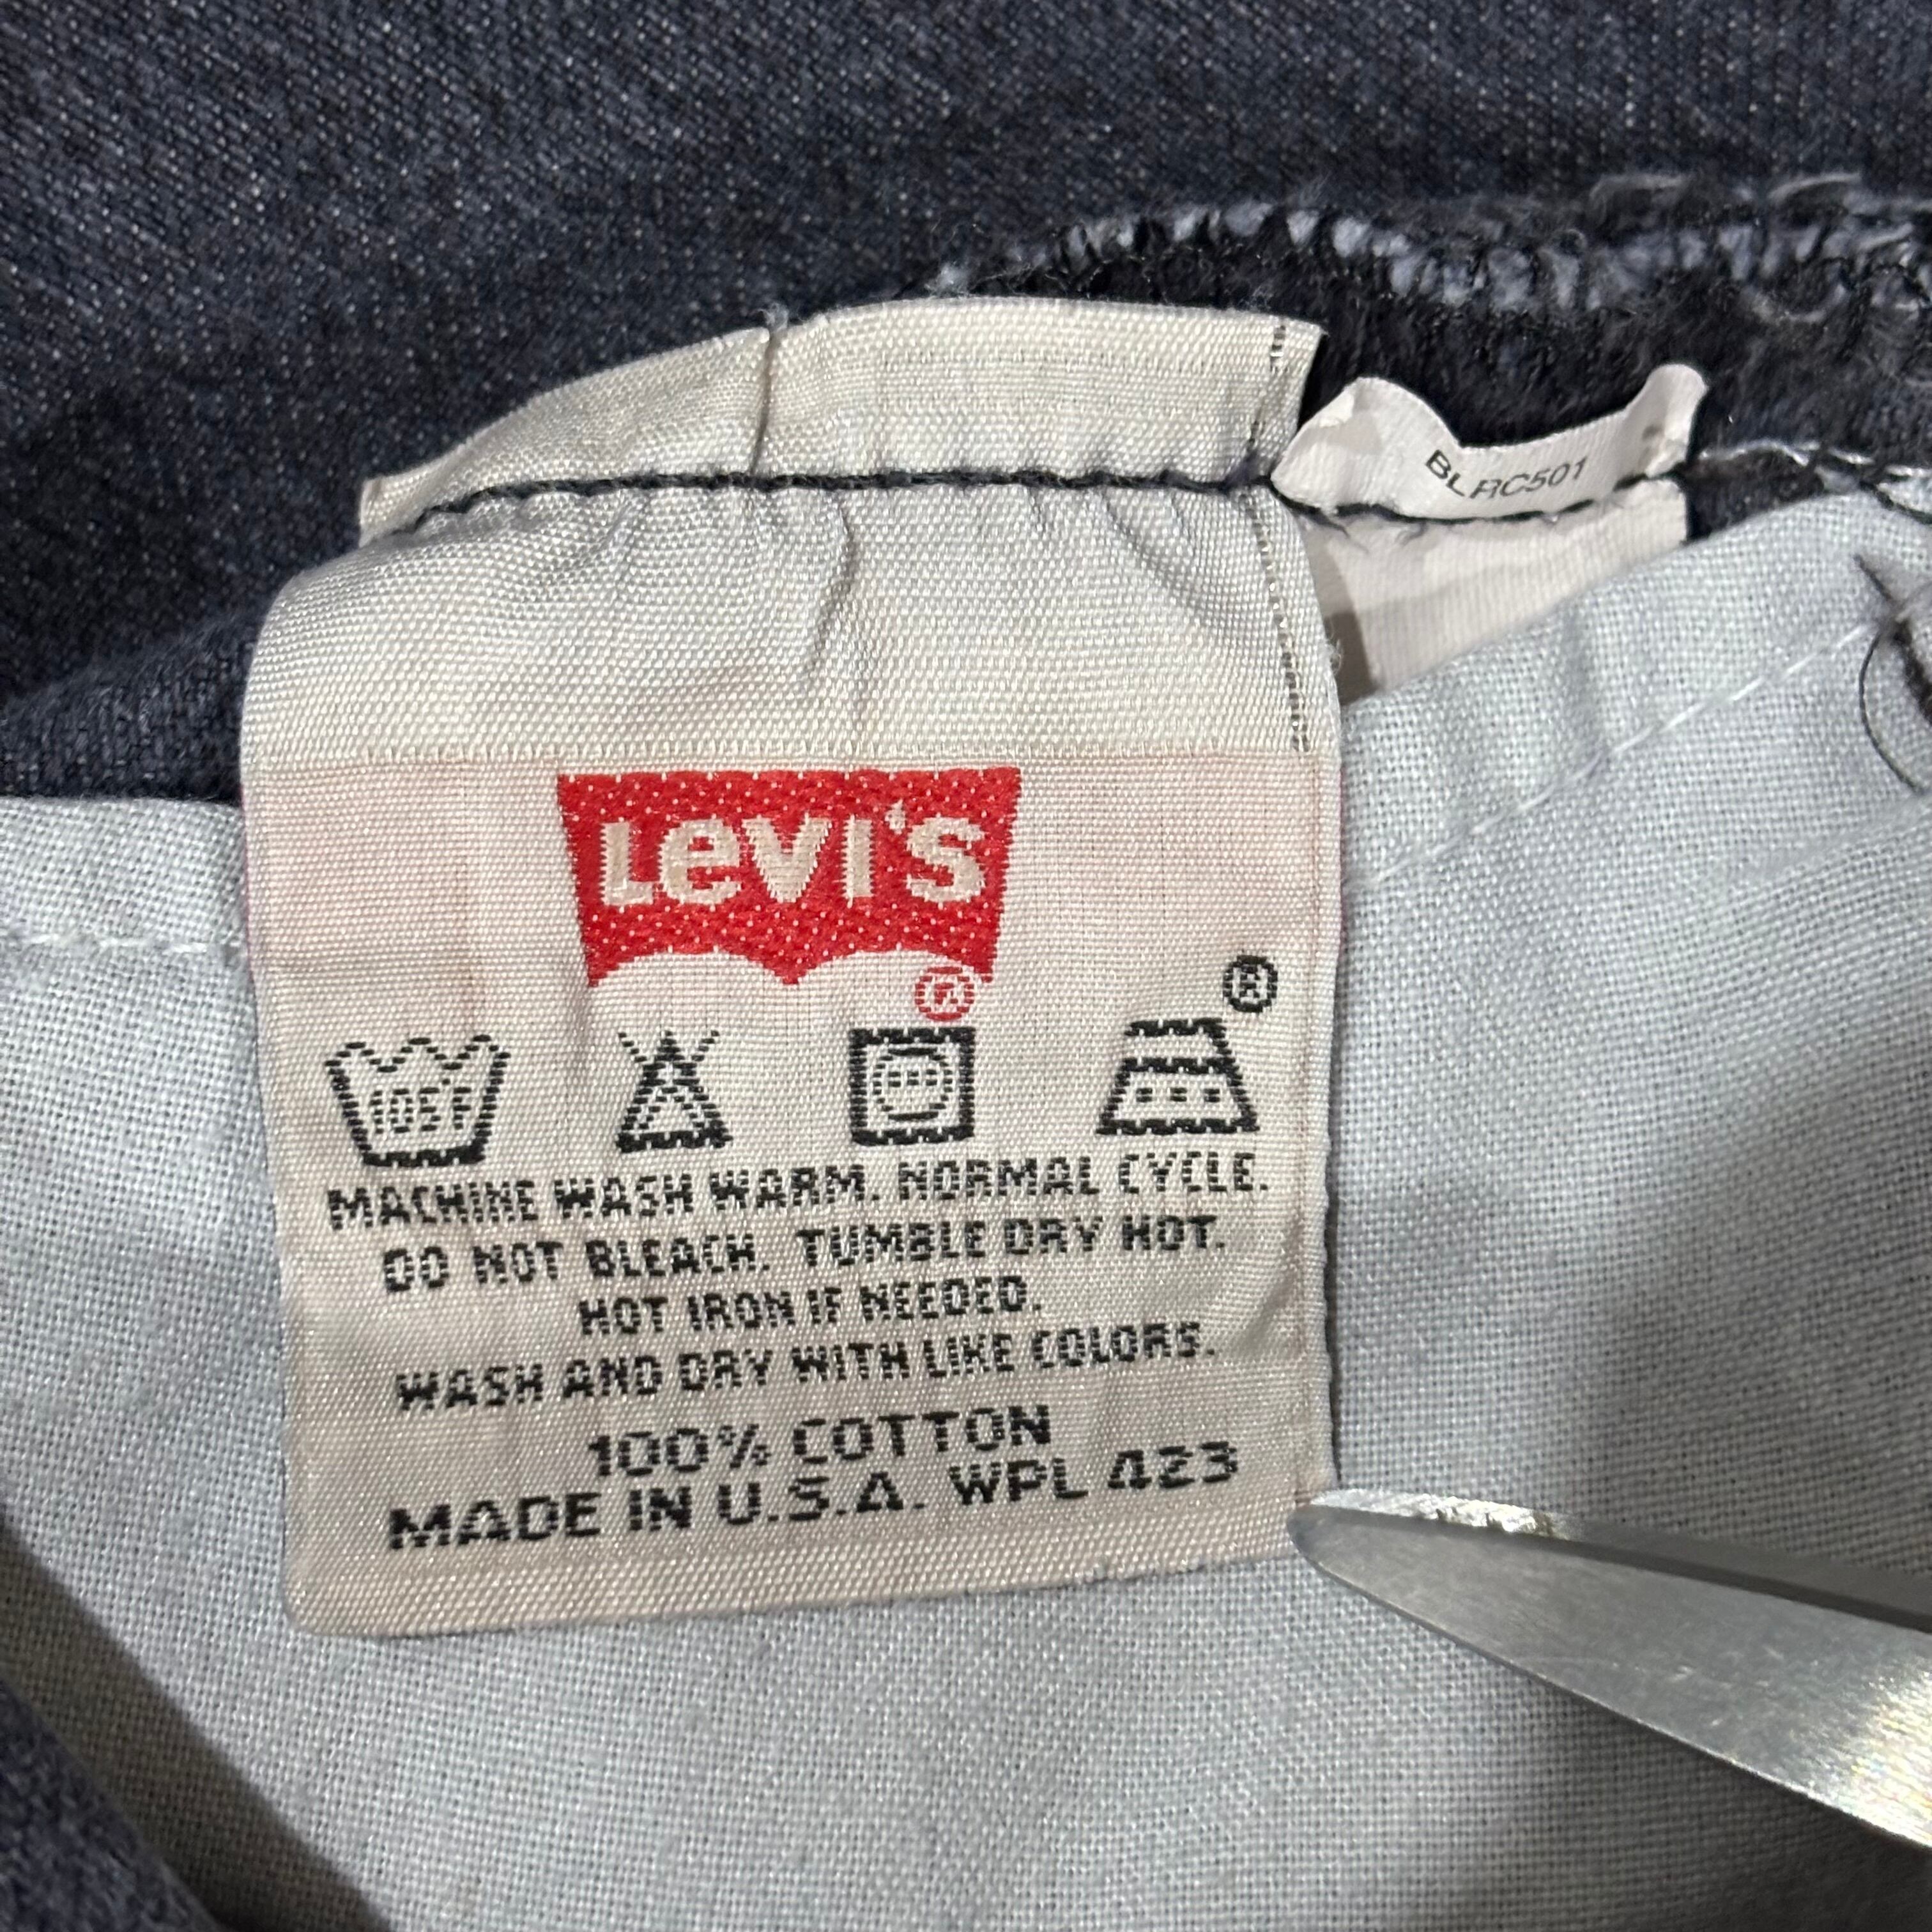 BLRC501
LEVI'S
®
®
105°F
MACHINE WASH WARM. NORMAL CYCLE.
DO NOT BLEACH. TUMBLE DRY HOT.
HOT IRON IF NEEDED.
WASH AND DRY WITH LIKE COLORS.
100% COTTON
MADE IN U.S.A. WPL 423